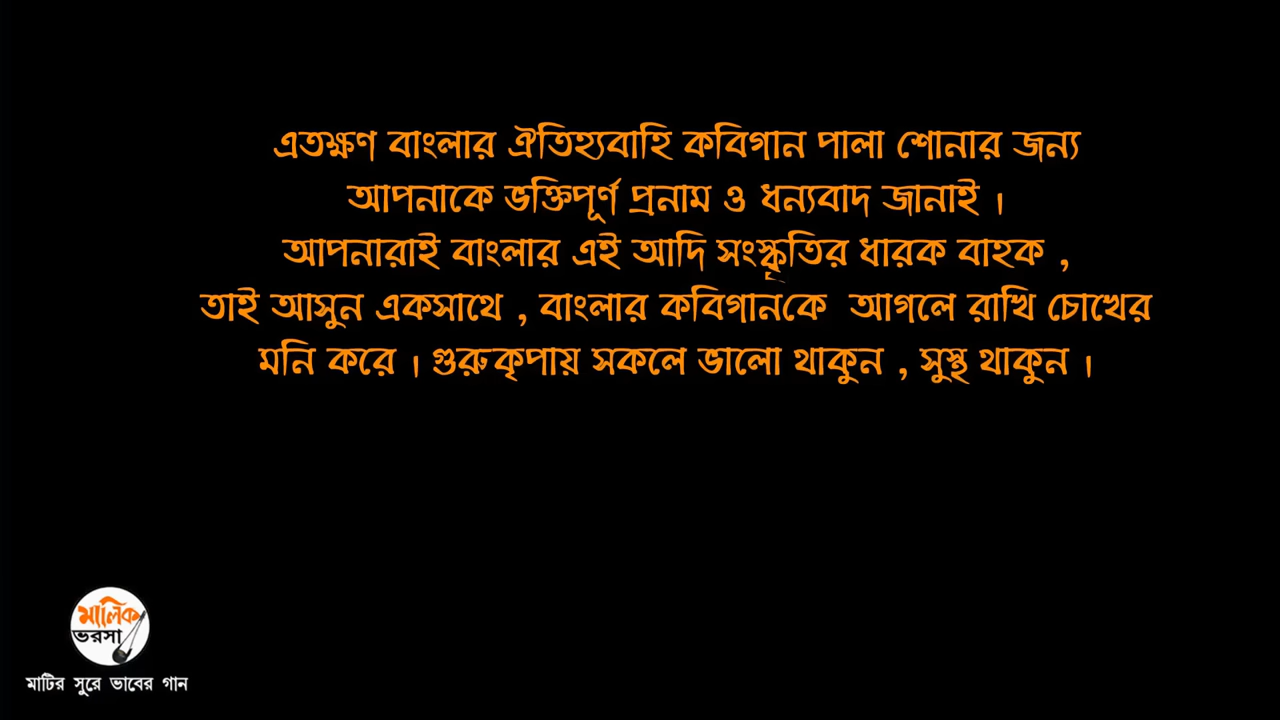 এতক্ষণ বাংলার ঐতিহ্যবাহি কবিগান পালা শোনার জন্য
আপনাকে ভক্তিপূর্ণ প্রনাম ও ধন্যবাদ জানাই ।
আপনারাই বাংলার এই আদি সংস্কৃতির ধারক বাহক ,
তাই আসুন একসাথে , বাংলার কবিগানকে আগলে রাখি চোখের
মনি করে । গুরুকৃপায় সকলে ভালো থাকুন , সুস্থ থাকুন ।
মালিক
ভরসা
মাটির সুরে ভাবের গান